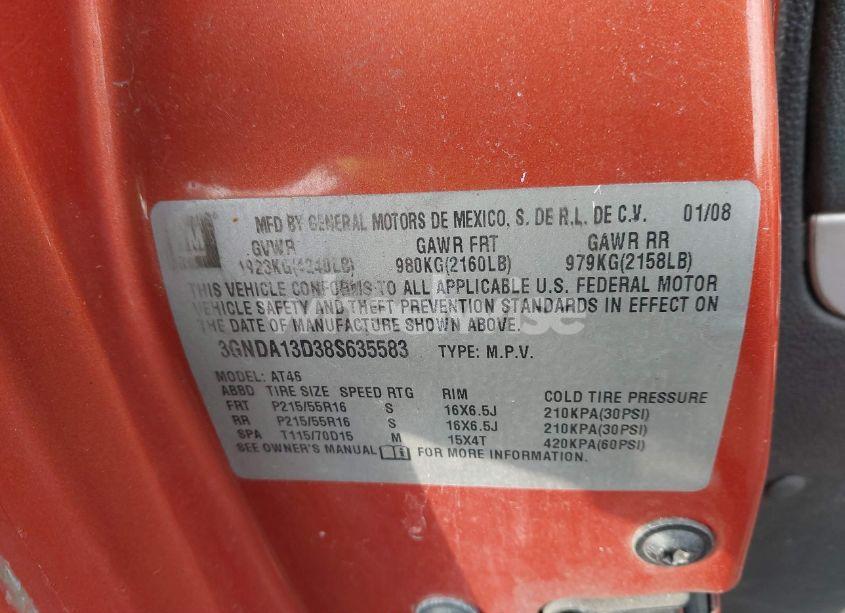 GM
MFD BY GENERAL MOTORS DE MEXICO, S. DE R.L. DE C.V. 01/08
GVWR GAWR FRT GAWR RR
1923KG(4240LB) 980KG(2160LB) 979KG(2158LB)
THIS VEHICLE CONFORMS TO ALL APPLICABLE U.S. FEDERAL MOTOR
VEHICLE SAFETY AND THEFT PREVENTION STANDARDS IN EFFECT ON
THE DATE OF MANUFACTURE SHOWN ABOVE.
3GNDA13D38S635583 TYPE: M.P.V.
MODEL: AT46
ABBD TIRE SIZE SPEED RTG RIM COLD TIRE PRESSURE
FRT P215/55R16 S 16X6.5J 210KPA(30PSI)
RR P215/55R16 S 16X6.5J 210KPA(30PSI)
SPA T115/70D15 M 15X4T 420KPA(60PSI)
SEE OWNER'S MANUAL FOR MORE INFORMATION.